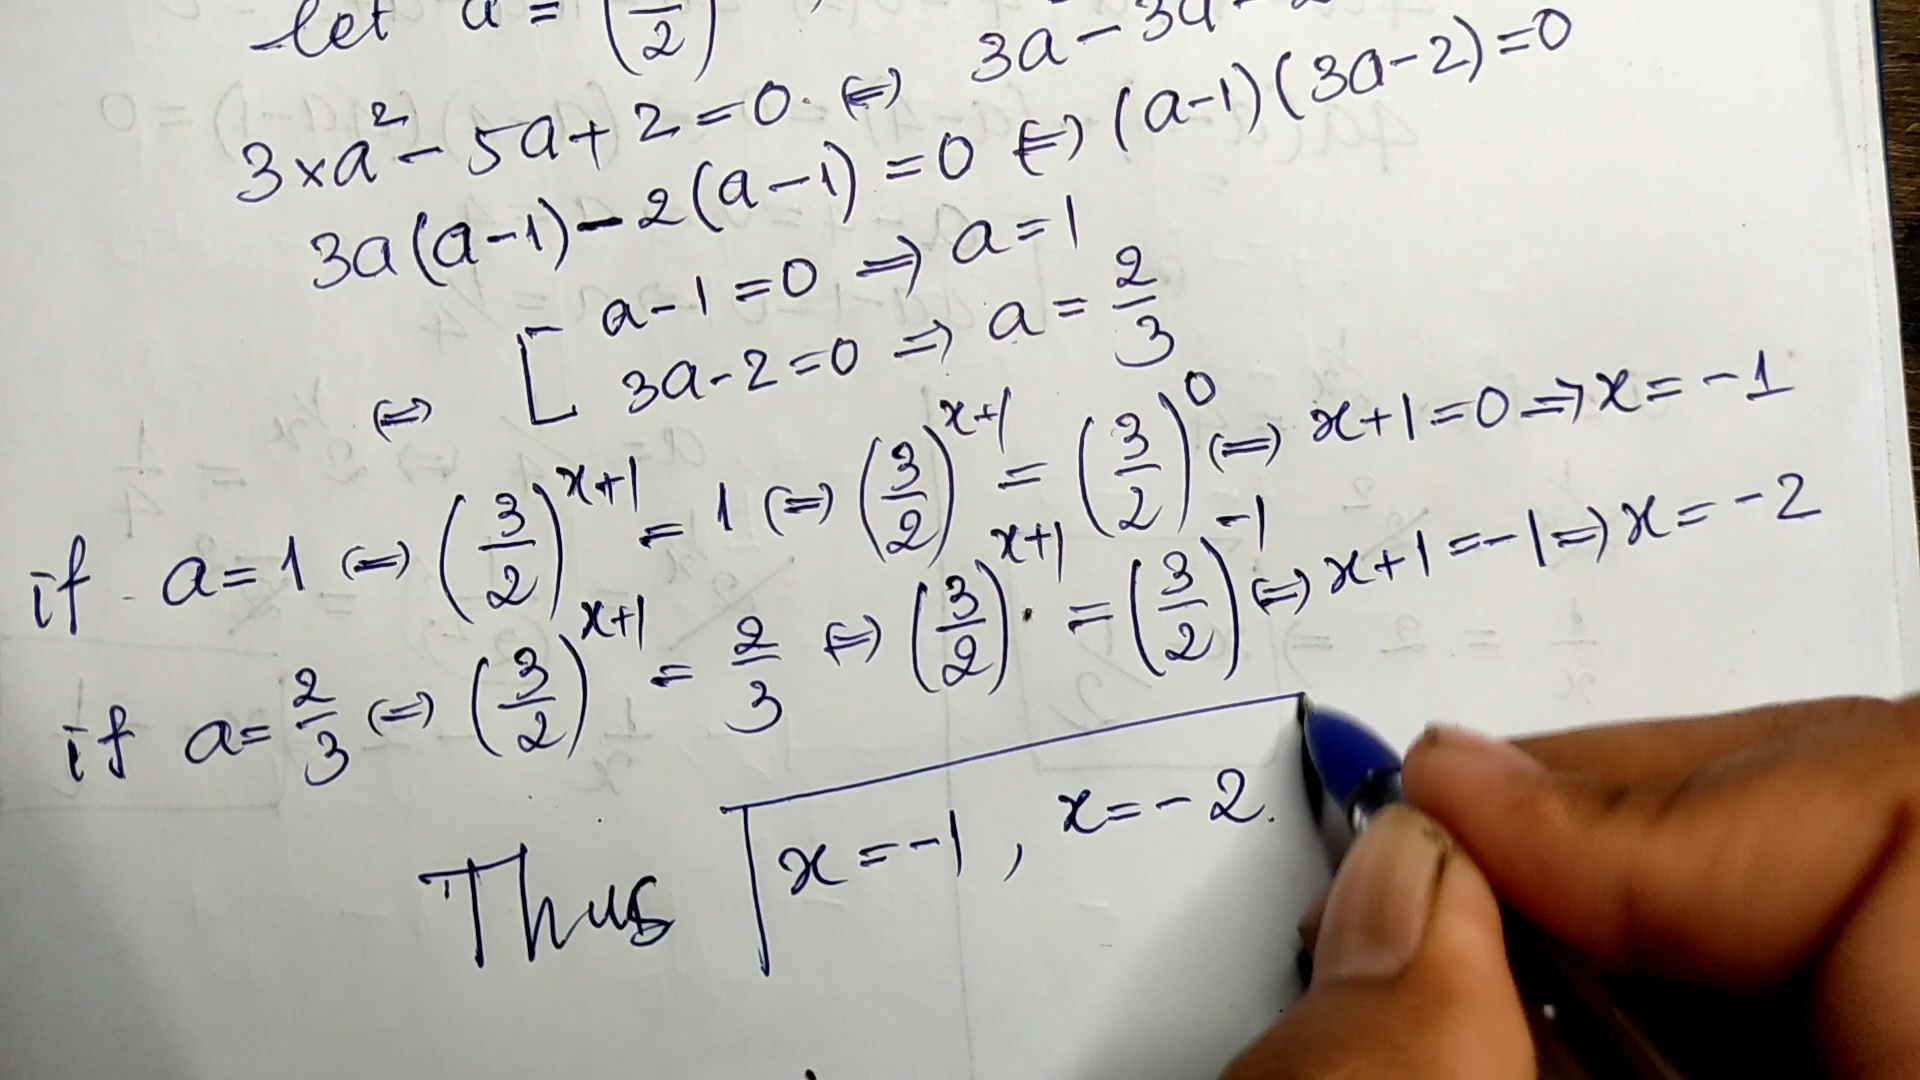 let a = (—/2)
3×a² - 5a + 2 = 0. ⇔ 3a - 3a -
3a(a-1) - 2(a-1) = 0 ⇔ (a-1)(3a-2)=0
⇔ [ a-1=0 ⇒ a=1
3a-2=0 ⇒ a = 2/3
if a=1 ⇔ (3/2)^(x+1) = 1 ⇔ (3/2)^(x+1) = (3/2)^0 ⇔ x+1=0 ⇒ x=-1
if a=2/3 ⇔ (3/2)^(x+1) = 2/3 ⇔ (3/2)^(x+1) = (3/2)^-1 ⇔ x+1=-1 ⇒ x=-2
Thus x=-1, x=-2.